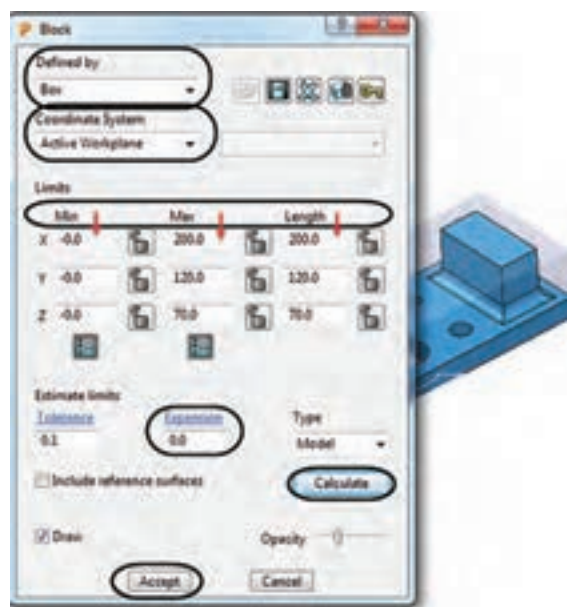 Block
Defined by
Box
Coordinate System
Active Workplane
Limits
Min Max Length
X -0.0 200.0 200.0
Y -0.0 120.0 120.0
Z -0.0 70.0 70.0
Estimate limits
Tolerance Expansion Type
0.1 0.0 Model
Include reference surfaces
Calculate
Draw Opacity
Accept Cancel